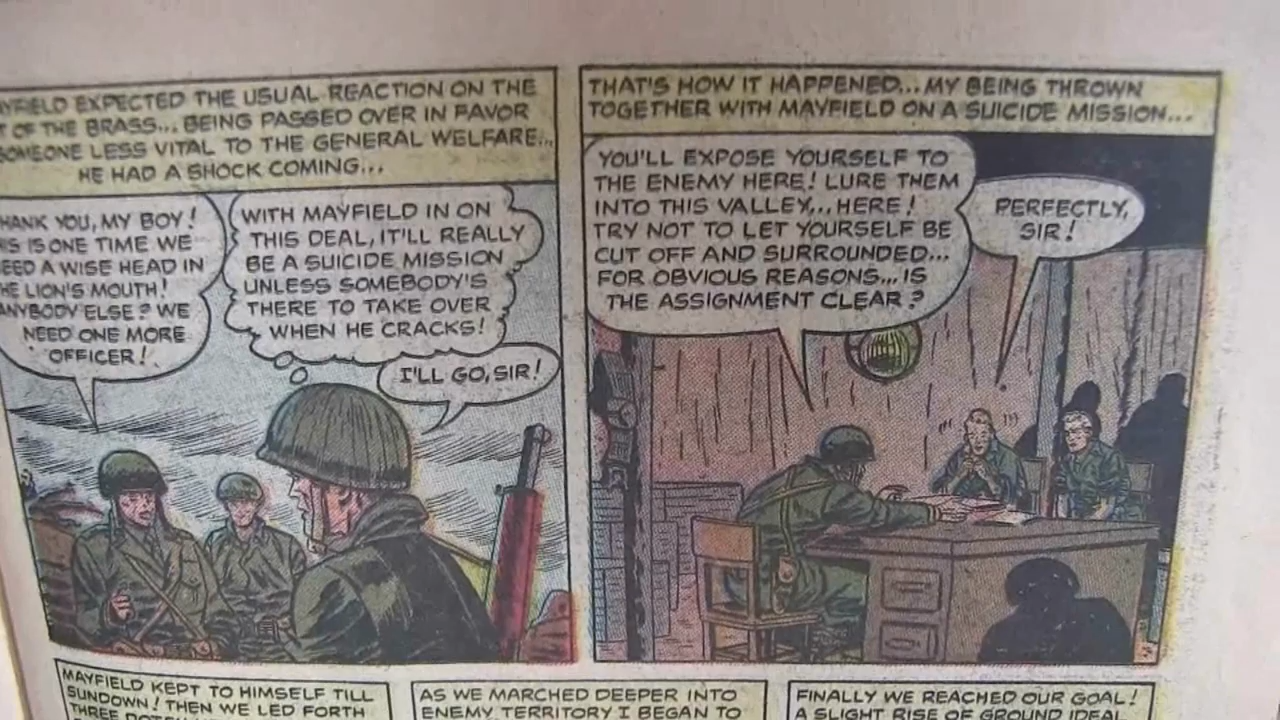 YFIELD EXPECTED THE USUAL REACTION ON THE
OF THE BRASS... BEING PASSED OVER IN FAVOR
SOMEONE LESS VITAL TO THE GENERAL WELFARE...
HE HAD A SHOCK COMING...
HANK YOU, MY BOY!
IS IS ONE TIME WE
EED A WISE HEAD IN
HE LION'S MOUTH!
ANYBODY ELSE? WE
NEED ONE MORE
OFFICER!
WITH MAYFIELD IN ON
THIS DEAL, IT'LL REALLY
BE A SUICIDE MISSION
UNLESS SOMEBODY'S
THERE TO TAKE OVER
WHEN HE CRACKS!
I'LL GO, SIR!
THAT'S HOW IT HAPPENED... MY BEING THROWN
TOGETHER WITH MAYFIELD ON A SUICIDE MISSION...
YOU'LL EXPOSE YOURSELF TO
THE ENEMY HERE! LURE THEM
INTO THIS VALLEY... HERE!
TRY NOT TO LET YOURSELF BE
CUT OFF AND SURROUNDED...
FOR OBVIOUS REASONS... IS
THE ASSIGNMENT CLEAR?
PERFECTLY,
SIR!
MAYFIELD KEPT TO HIMSELF TILL
SUNDOWN! THEN WE LED FORTH
THREE
AS WE MARCHED DEEPER INTO
ENEMY TERRITORY I BEGAN TO
FINALLY WE REACHED OUR GOAL!
A SLIGHT RISE OF GROUND IDEAL